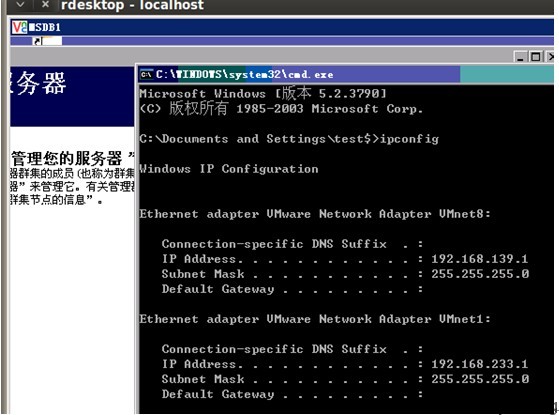 rdesktop - localhost
MSDB1
服务器
管理您的服务器 ”
器群集的成员(也称为群集
器”来管理它。有关管理
群集节点的信息”。
C:\WINDOWS\system32\cmd.exe
Microsoft Windows [版本 5.2.3790]
(C) 版权所有 1985-2003 Microsoft Corp.
C:\Documents and Settings\test$>ipconfig
Windows IP Configuration
Ethernet adapter VMware Network Adapter VMnet8:
Connection-specific DNS Suffix  . :
IP Address. . . . . . . . . . . . : 192.168.139.1
Subnet Mask . . . . . . . . . . . : 255.255.255.0
Default Gateway . . . . . . . . . :
Ethernet adapter VMware Network Adapter VMnet1:
Connection-specific DNS Suffix  . :
IP Address. . . . . . . . . . . . : 192.168.233.1
Subnet Mask . . . . . . . . . . . : 255.255.255.0
Default Gateway . . . . . . . . . :